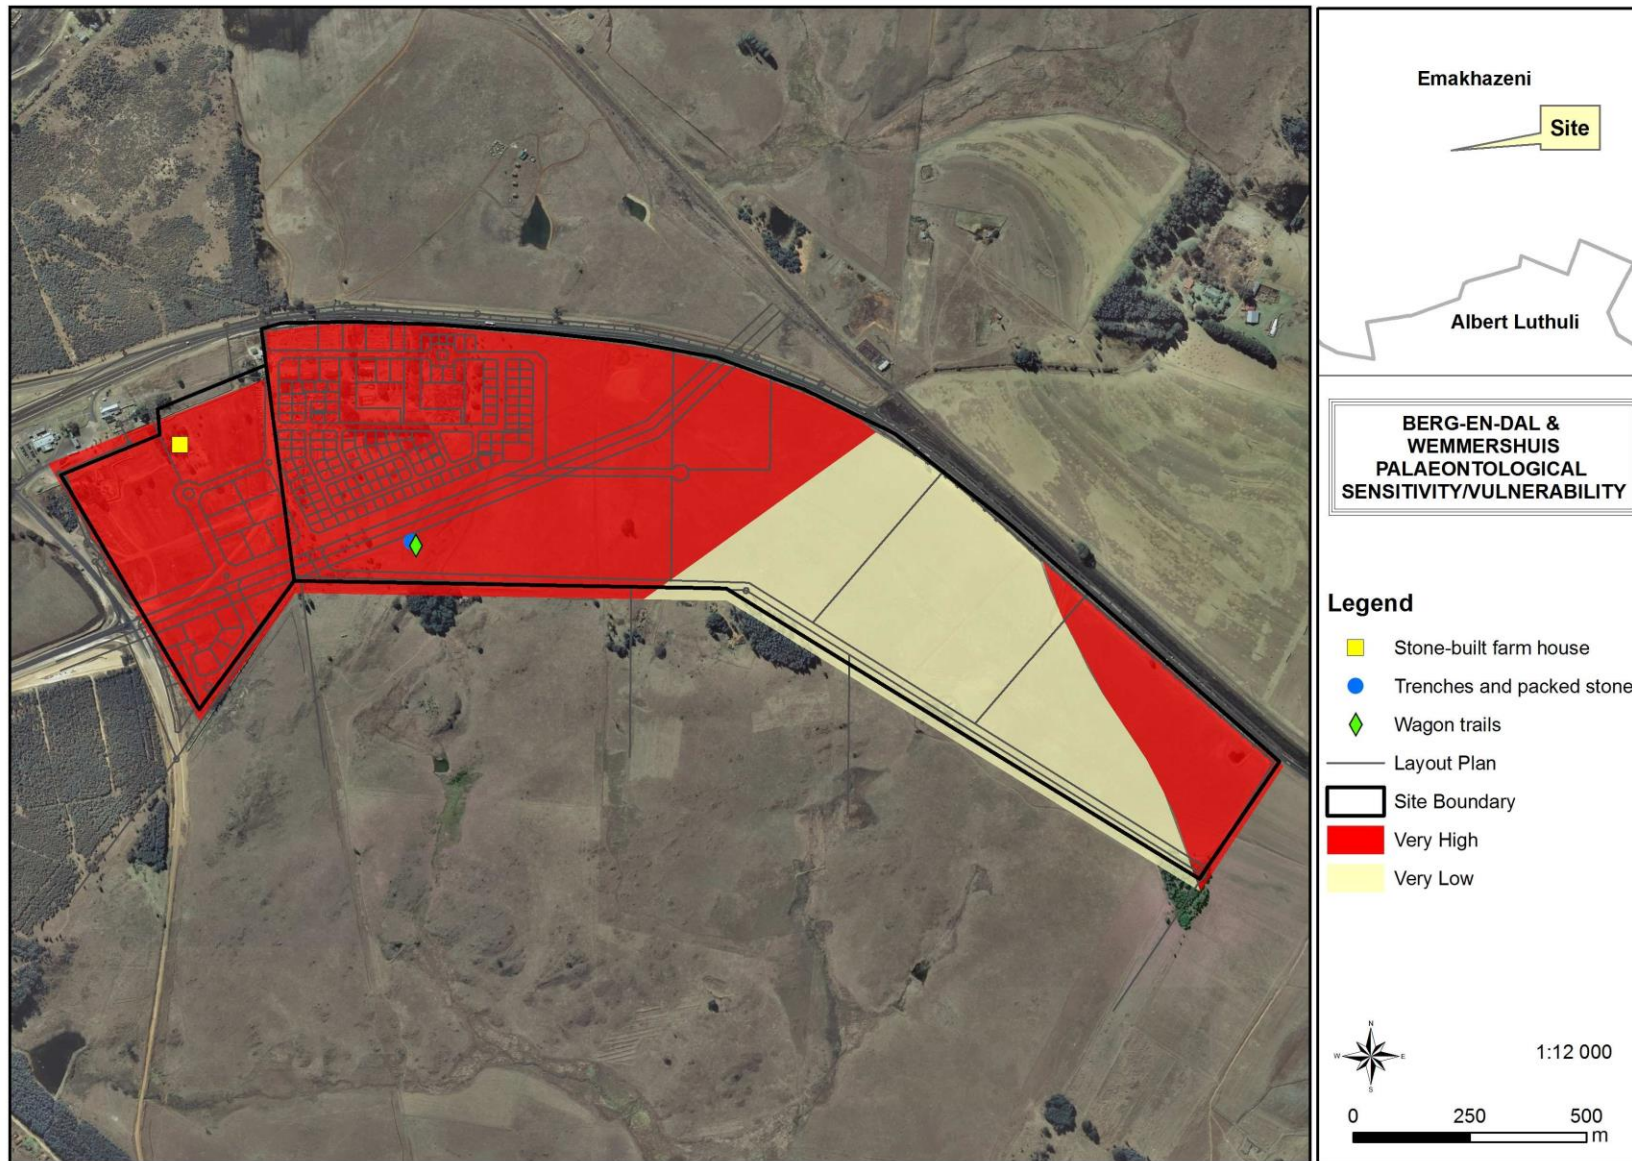 Emakhazeni
Site
Albert Luthuli
BERG-EN-DAL &
WEMMERSHUIS
PALAEONTOLOGICAL
SENSITIVITY/VULNERABILITY
Legend
Stone-built farm house
Trenches and packed stone
Wagon trails
Layout Plan
Site Boundary
Very High
Very Low
N
W E
S
1:12 000
0 250 500
m